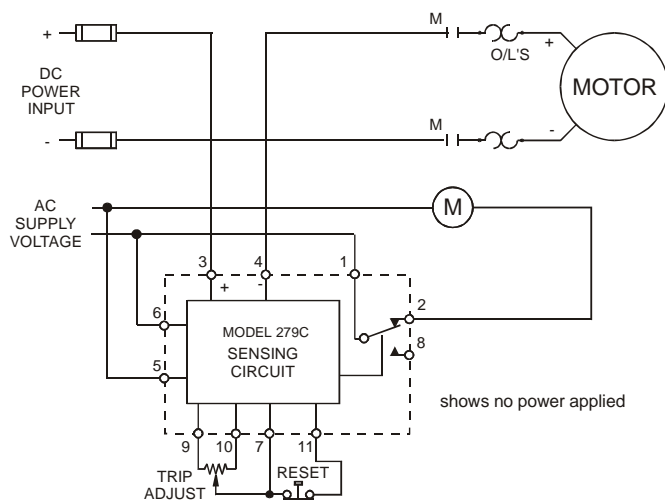 M
+
O/L'S
+
DC
POWER
INPUT
MOTOR
M
-
-
AC
SUPPLY
VOLTAGE
M
3
4
1
+
-
2
6
MODEL 279C
SENSING
CIRCUIT
8
5
shows no power applied
9
10
7
11
TRIP
ADJUST
RESET